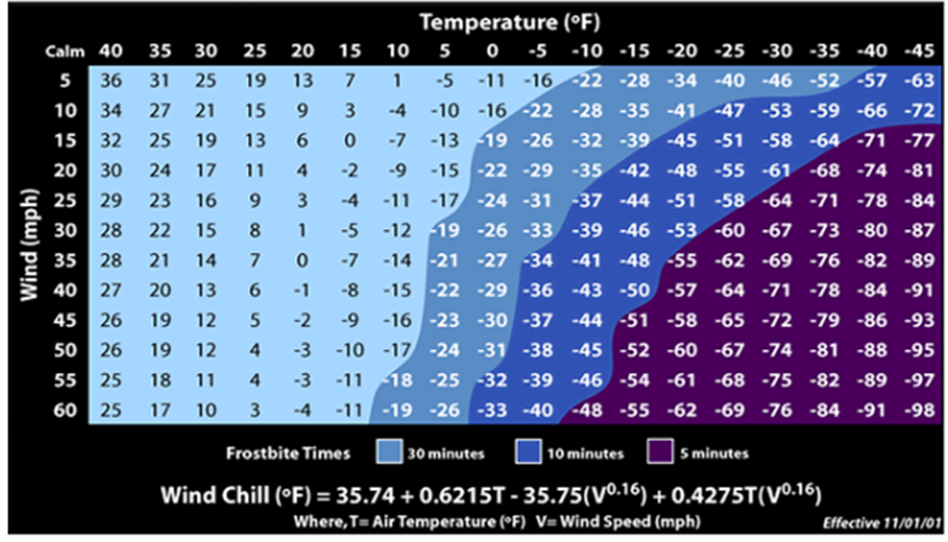 Temperature (ºF)
Calm 40 35 30 25 20 15 10 5 0 -5 -10 -15 -20 -25 -30 -35 -40 -45
5 36 31 25 19 13 7 1 -5 -11 -16 -22 -28 -34 -40 -46 -52 -57 -63
10 34 27 21 15 9 3 -4 -10 -16 -22 -28 -35 -41 -47 -53 -59 -66 -72
15 32 25 19 13 6 0 -7 -13 -19 -26 -32 -39 -45 -51 -58 -64 -71 -77
20 30 24 17 11 4 -2 -9 -15 -22 -29 -35 -42 -48 -55 -61 -68 -74 -81
25 29 23 16 9 3 -4 -11 -17 -24 -31 -37 -44 -51 -58 -64 -71 -78 -84
30 28 22 15 8 1 -5 -12 -19 -26 -33 -39 -46 -53 -60 -67 -73 -80 -87
35 28 21 14 7 0 -7 -14 -21 -27 -34 -41 -48 -55 -62 -69 -76 -82 -89
40 27 20 13 6 -1 -8 -15 -22 -29 -36 -43 -50 -57 -64 -71 -78 -84 -91
45 26 19 12 5 -2 -9 -16 -23 -30 -37 -44 -51 -58 -65 -72 -79 -86 -93
50 26 19 12 4 -3 -10 -17 -24 -31 -38 -45 -52 -60 -67 -74 -81 -88 -95
55 25 18 11 4 -3 -11 -18 -25 -32 -39 -46 -54 -61 -68 -75 -82 -89 -97
60 25 17 10 3 -4 -11 -19 -26 -33 -40 -48 -55 -62 -69 -76 -84 -91 -98
Wind (mph)
Frostbite Times 30 minutes 10 minutes 5 minutes
Wind Chill (ºF) = 35.74 + 0.6215T - 35.75(V^0.16) + 0.4275T(V^0.16)
Where, T= Air Temperature (ºF) V= Wind Speed (mph)
Effective 11/01/01